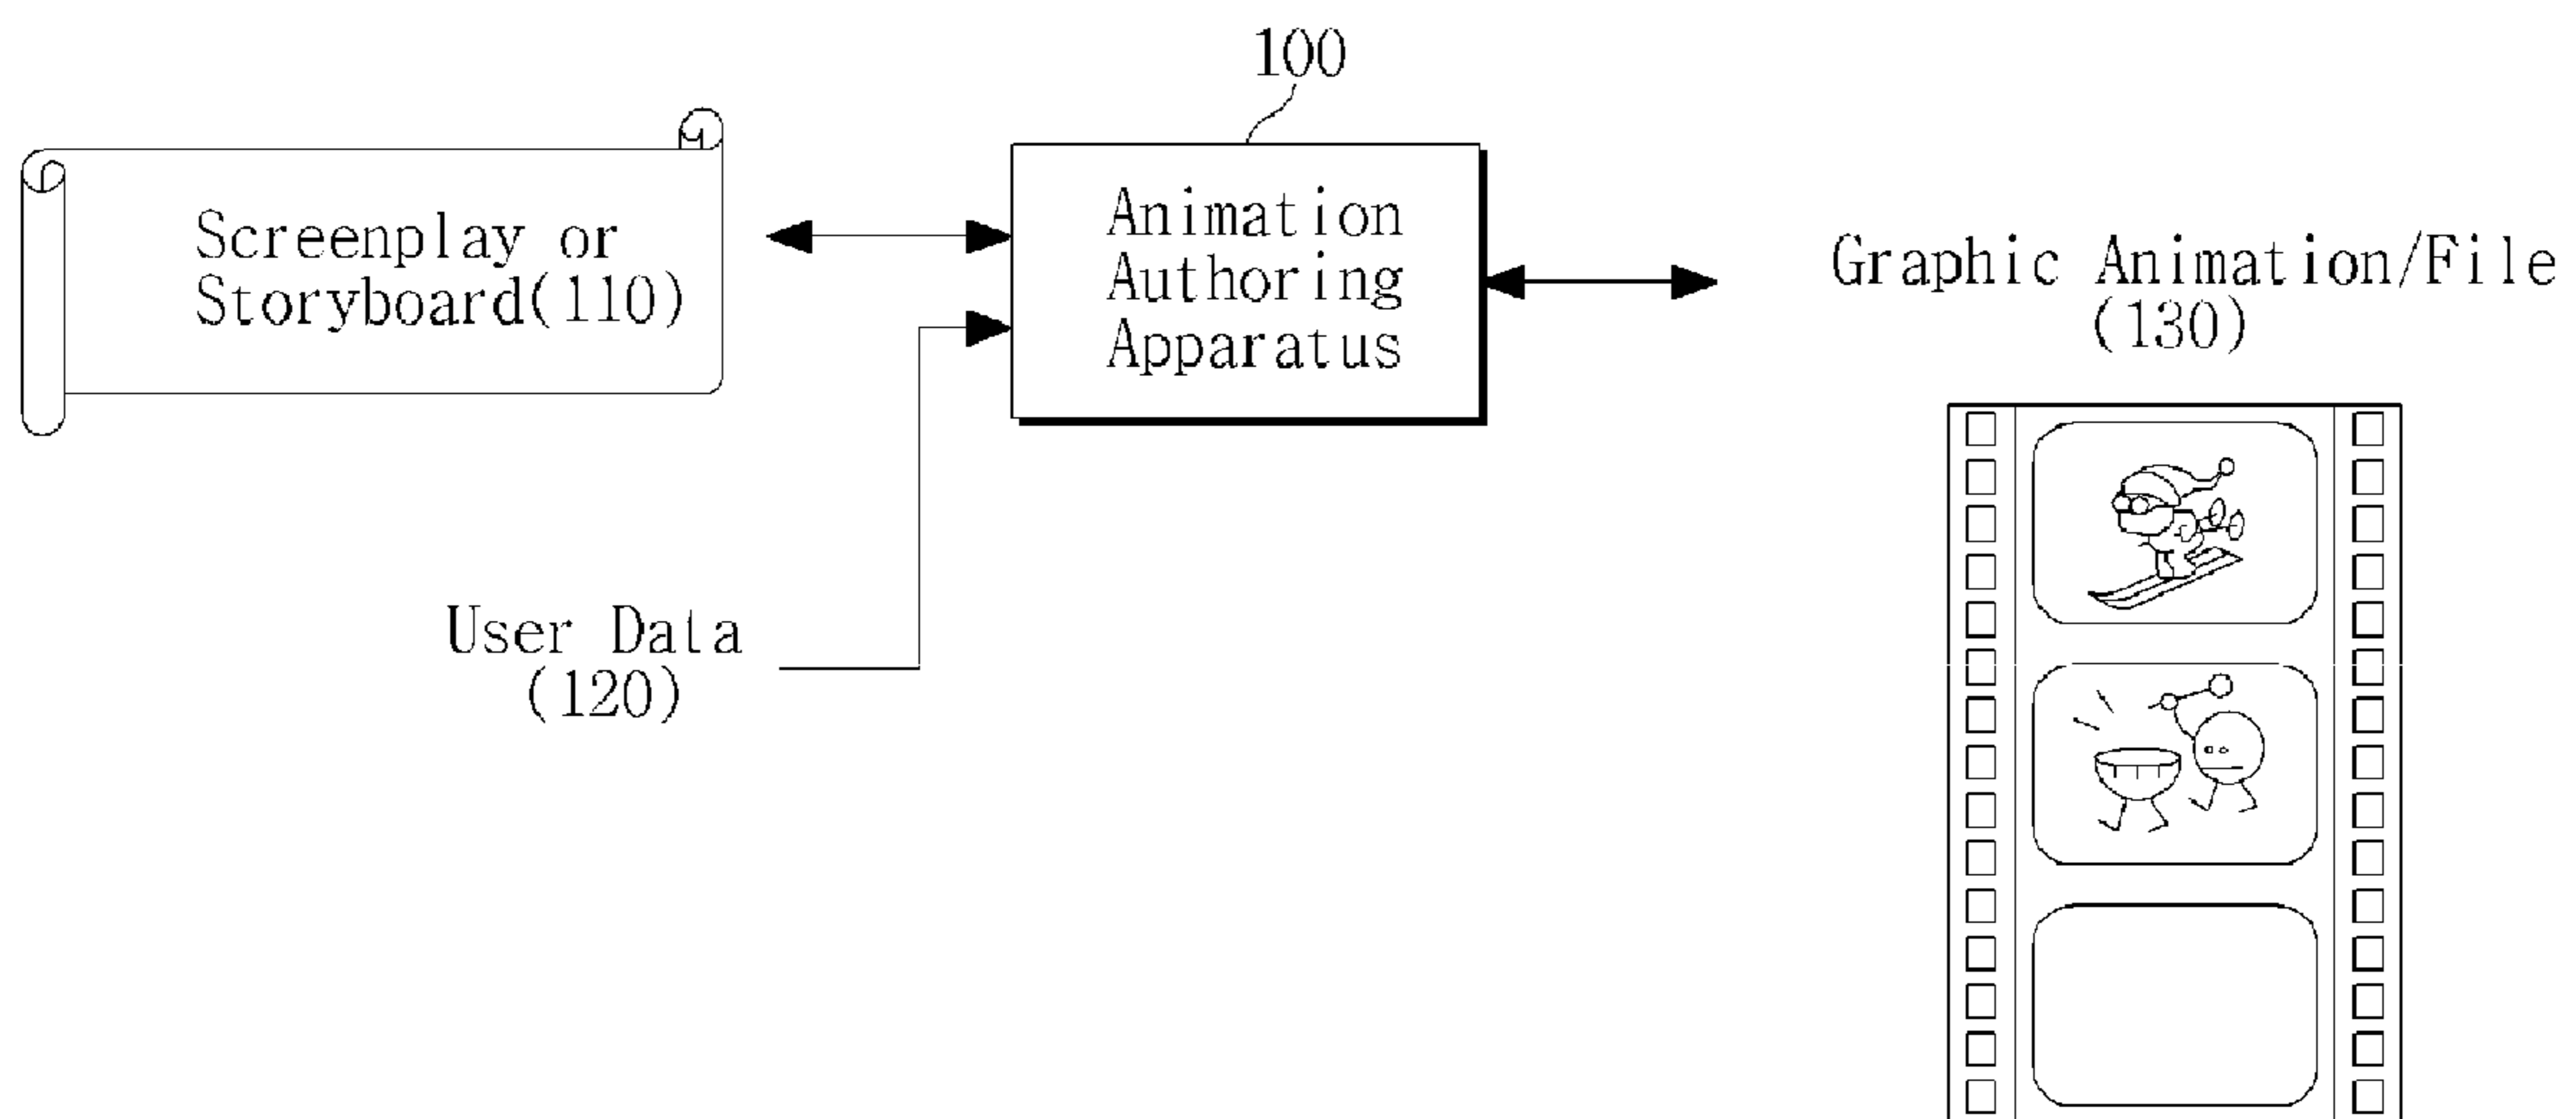 100
Screenplay or
Storyboard(110)
Animation
Authoring
Apparatus
Graphic Animation/File
(130)
User Data
(120)